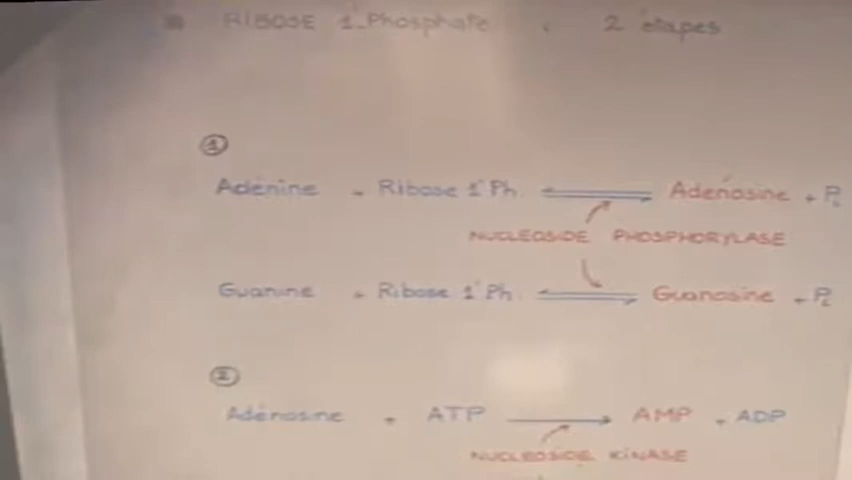 RIBOSE 1-Phosphate : 2 étapes
①
Adénine + Ribose 1 Ph. ⇌ Adénosine + Pi
NUCLEOSIDE PHOSPHORYLASE
Guanine + Ribose 1 Ph. ⇌ Guanosine + Pi
②
Adénosine + ATP → AMP + ADP
NUCLEOSIDE KINASE